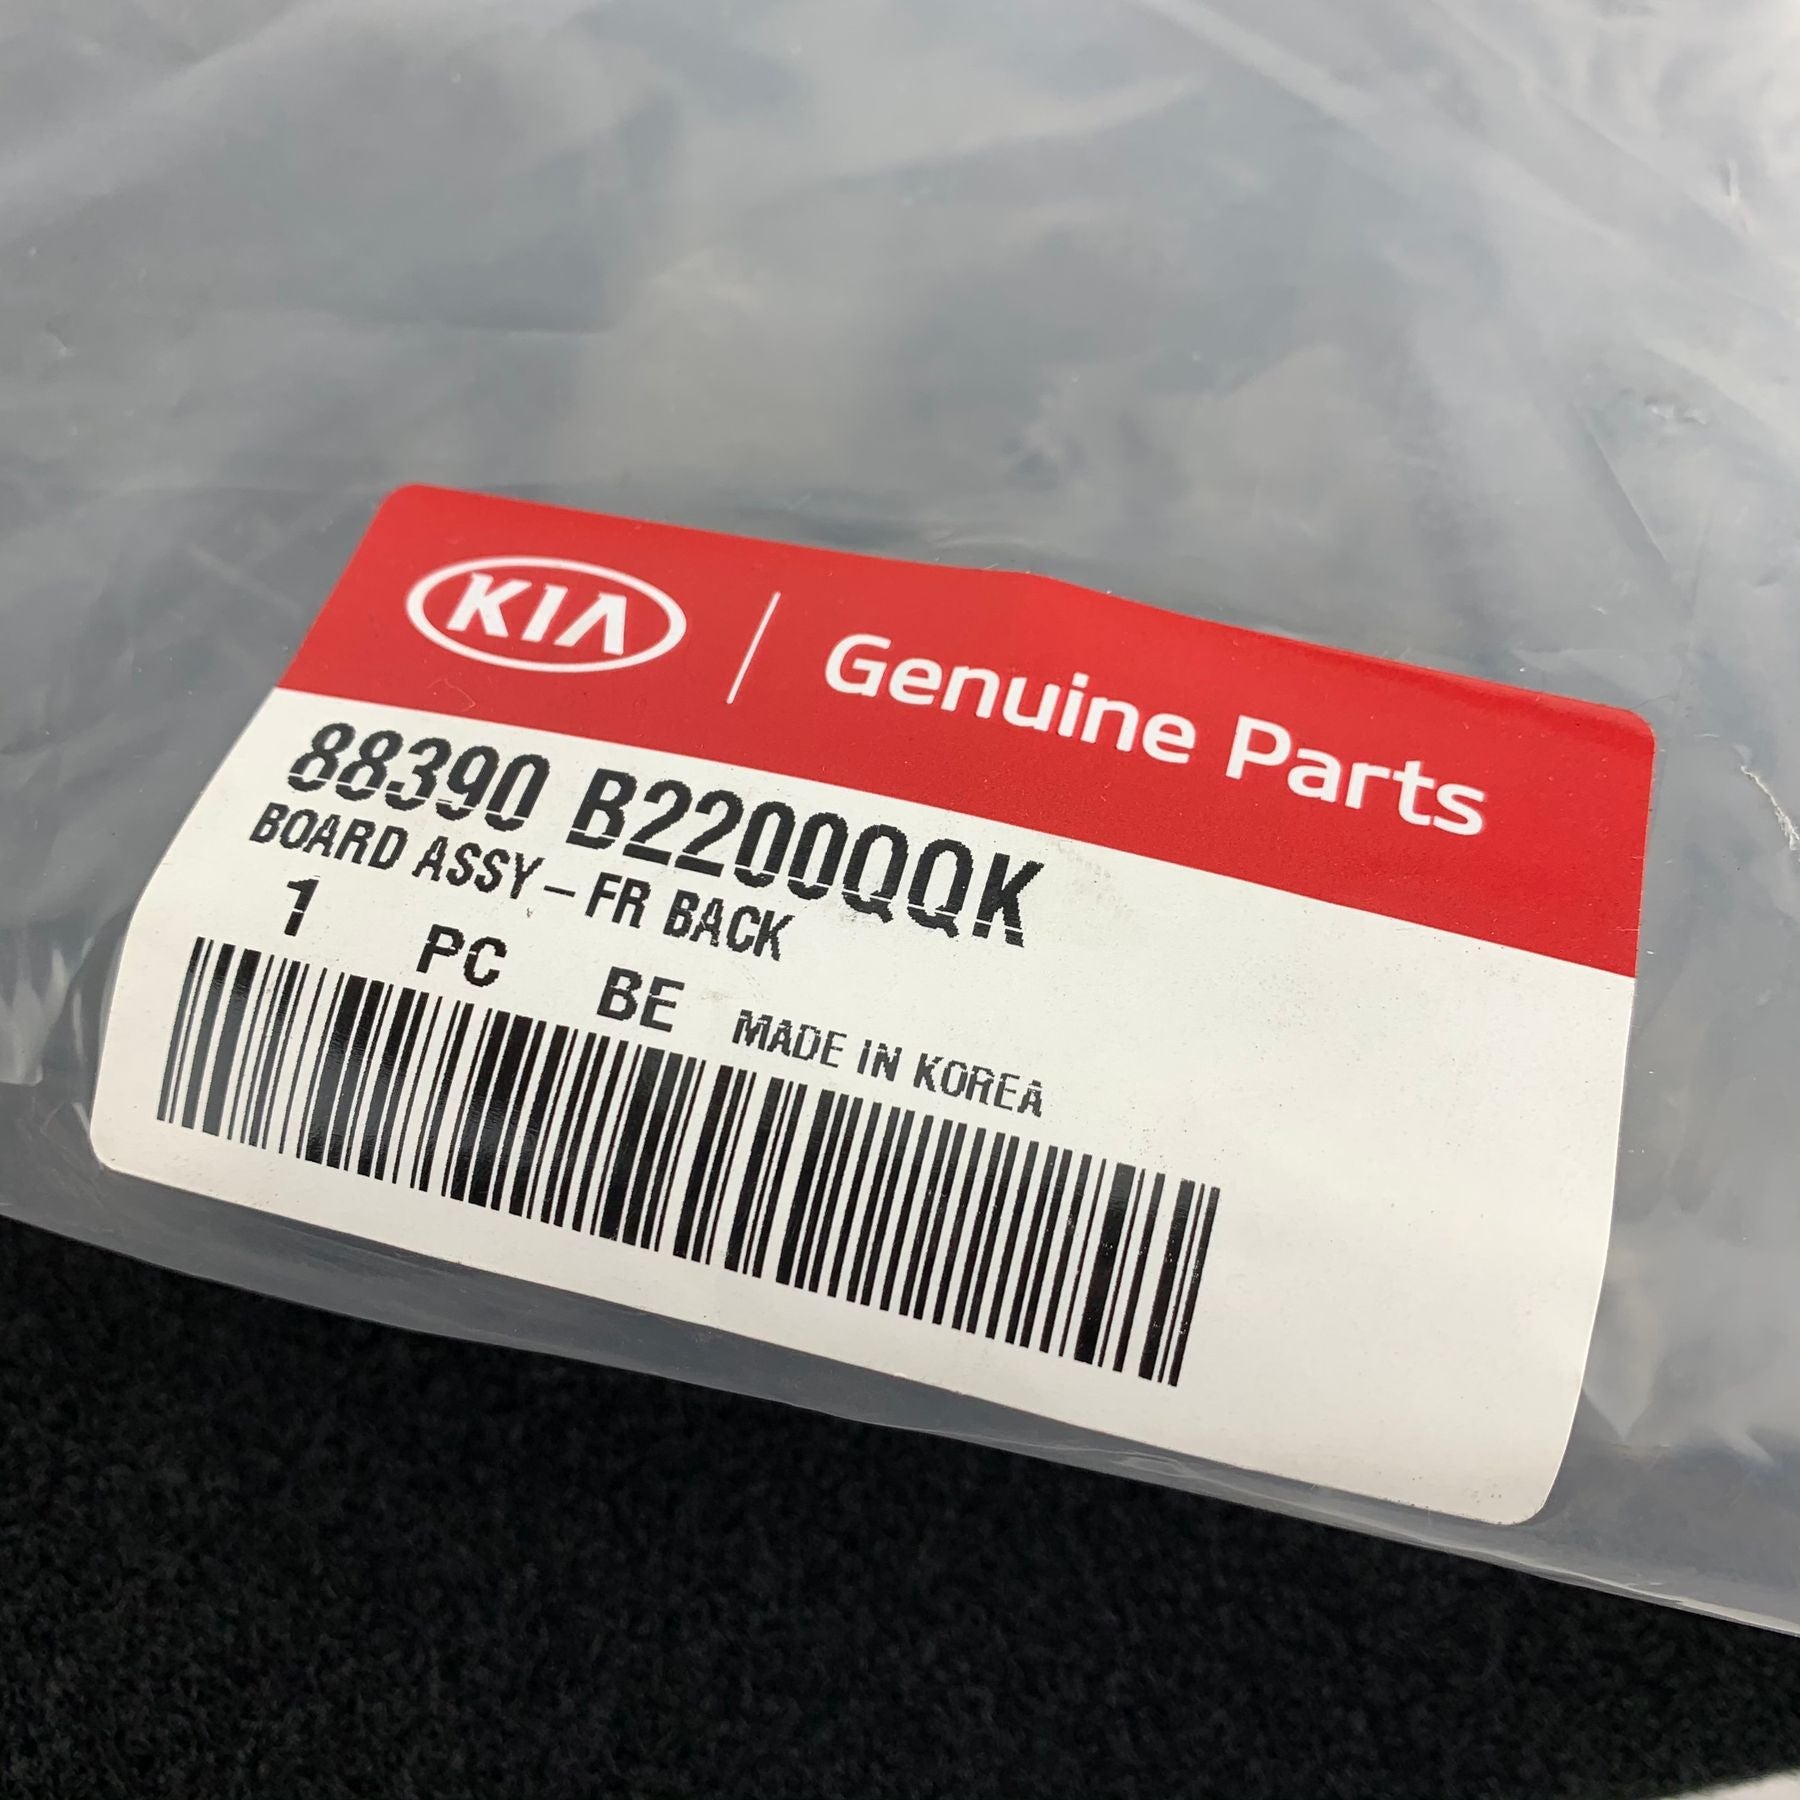 KIA Genuine Parts
88390 B2200QQK
BOARD ASSY-FR BACK
1 PC BE MADE IN KOREA